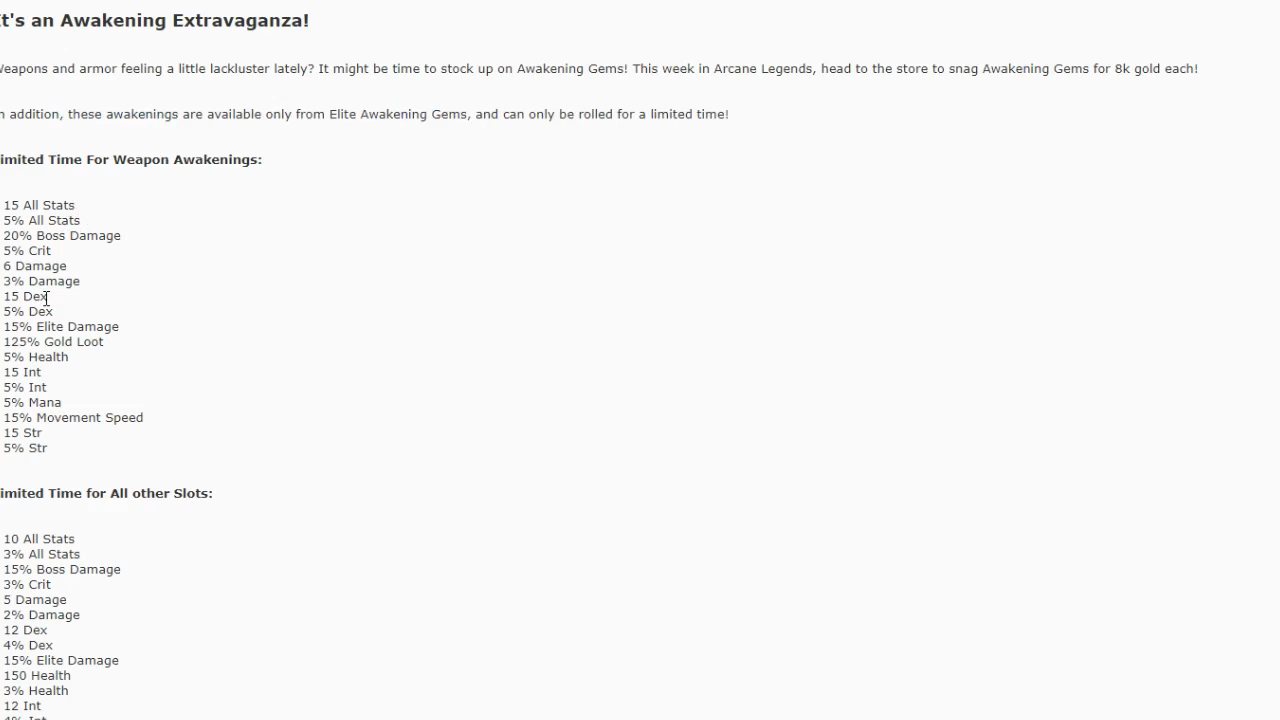 It's an Awakening Extravaganza!
Weapons and armor feeling a little lackluster lately? It might be time to stock up on Awakening Gems! This week in Arcane Legends, head to the store to snag Awakening Gems for 8k gold each!
n addition, these awakenings are available only from Elite Awakening Gems, and can only be rolled for a limited time!
imited Time For Weapon Awakenings:
15 All Stats
5% All Stats
20% Boss Damage
5% Crit
6 Damage
3% Damage
15 Dex
5% Dex
15% Elite Damage
125% Gold Loot
5% Health
15 Int
5% Int
5% Mana
15% Movement Speed
15 Str
5% Str
imited Time for All other Slots:
10 All Stats
3% All Stats
15% Boss Damage
3% Crit
5 Damage
2% Damage
12 Dex
4% Dex
15% Elite Damage
150 Health
3% Health
12 Int
4% Int